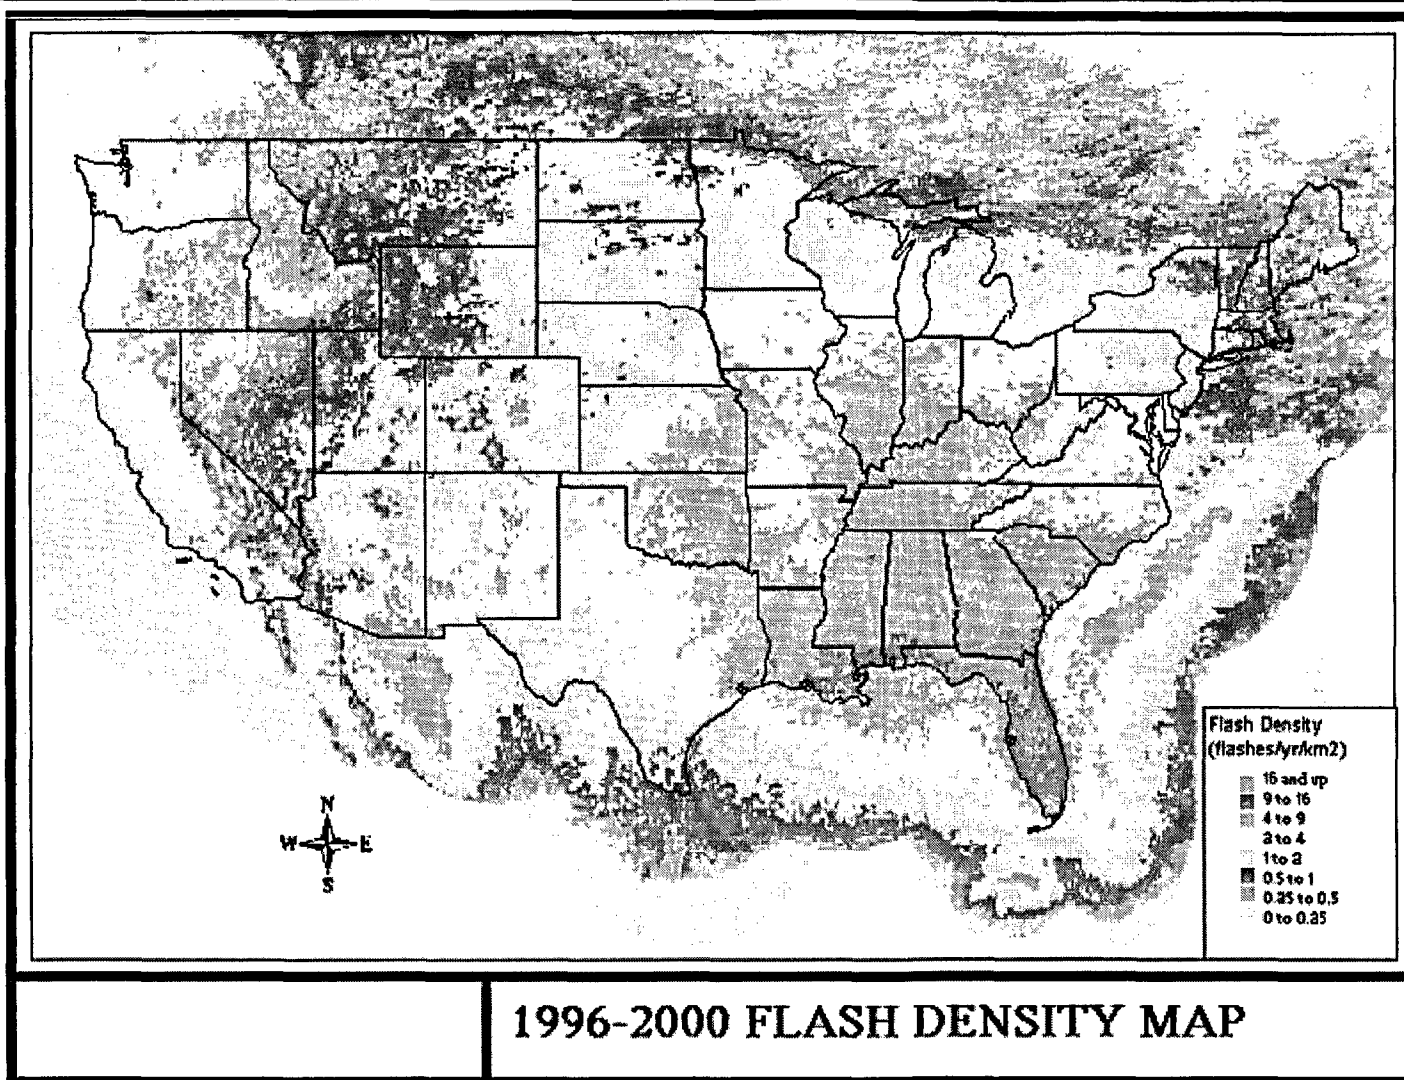 Flash Density
(flashes/yr/km2)
16 and up
9 to 16
4 to 9
2 to 4
1 to 2
0.5 to 1
0.25 to 0.5
0 to 0.25
N
W E
S
1996-2000 FLASH DENSITY MAP